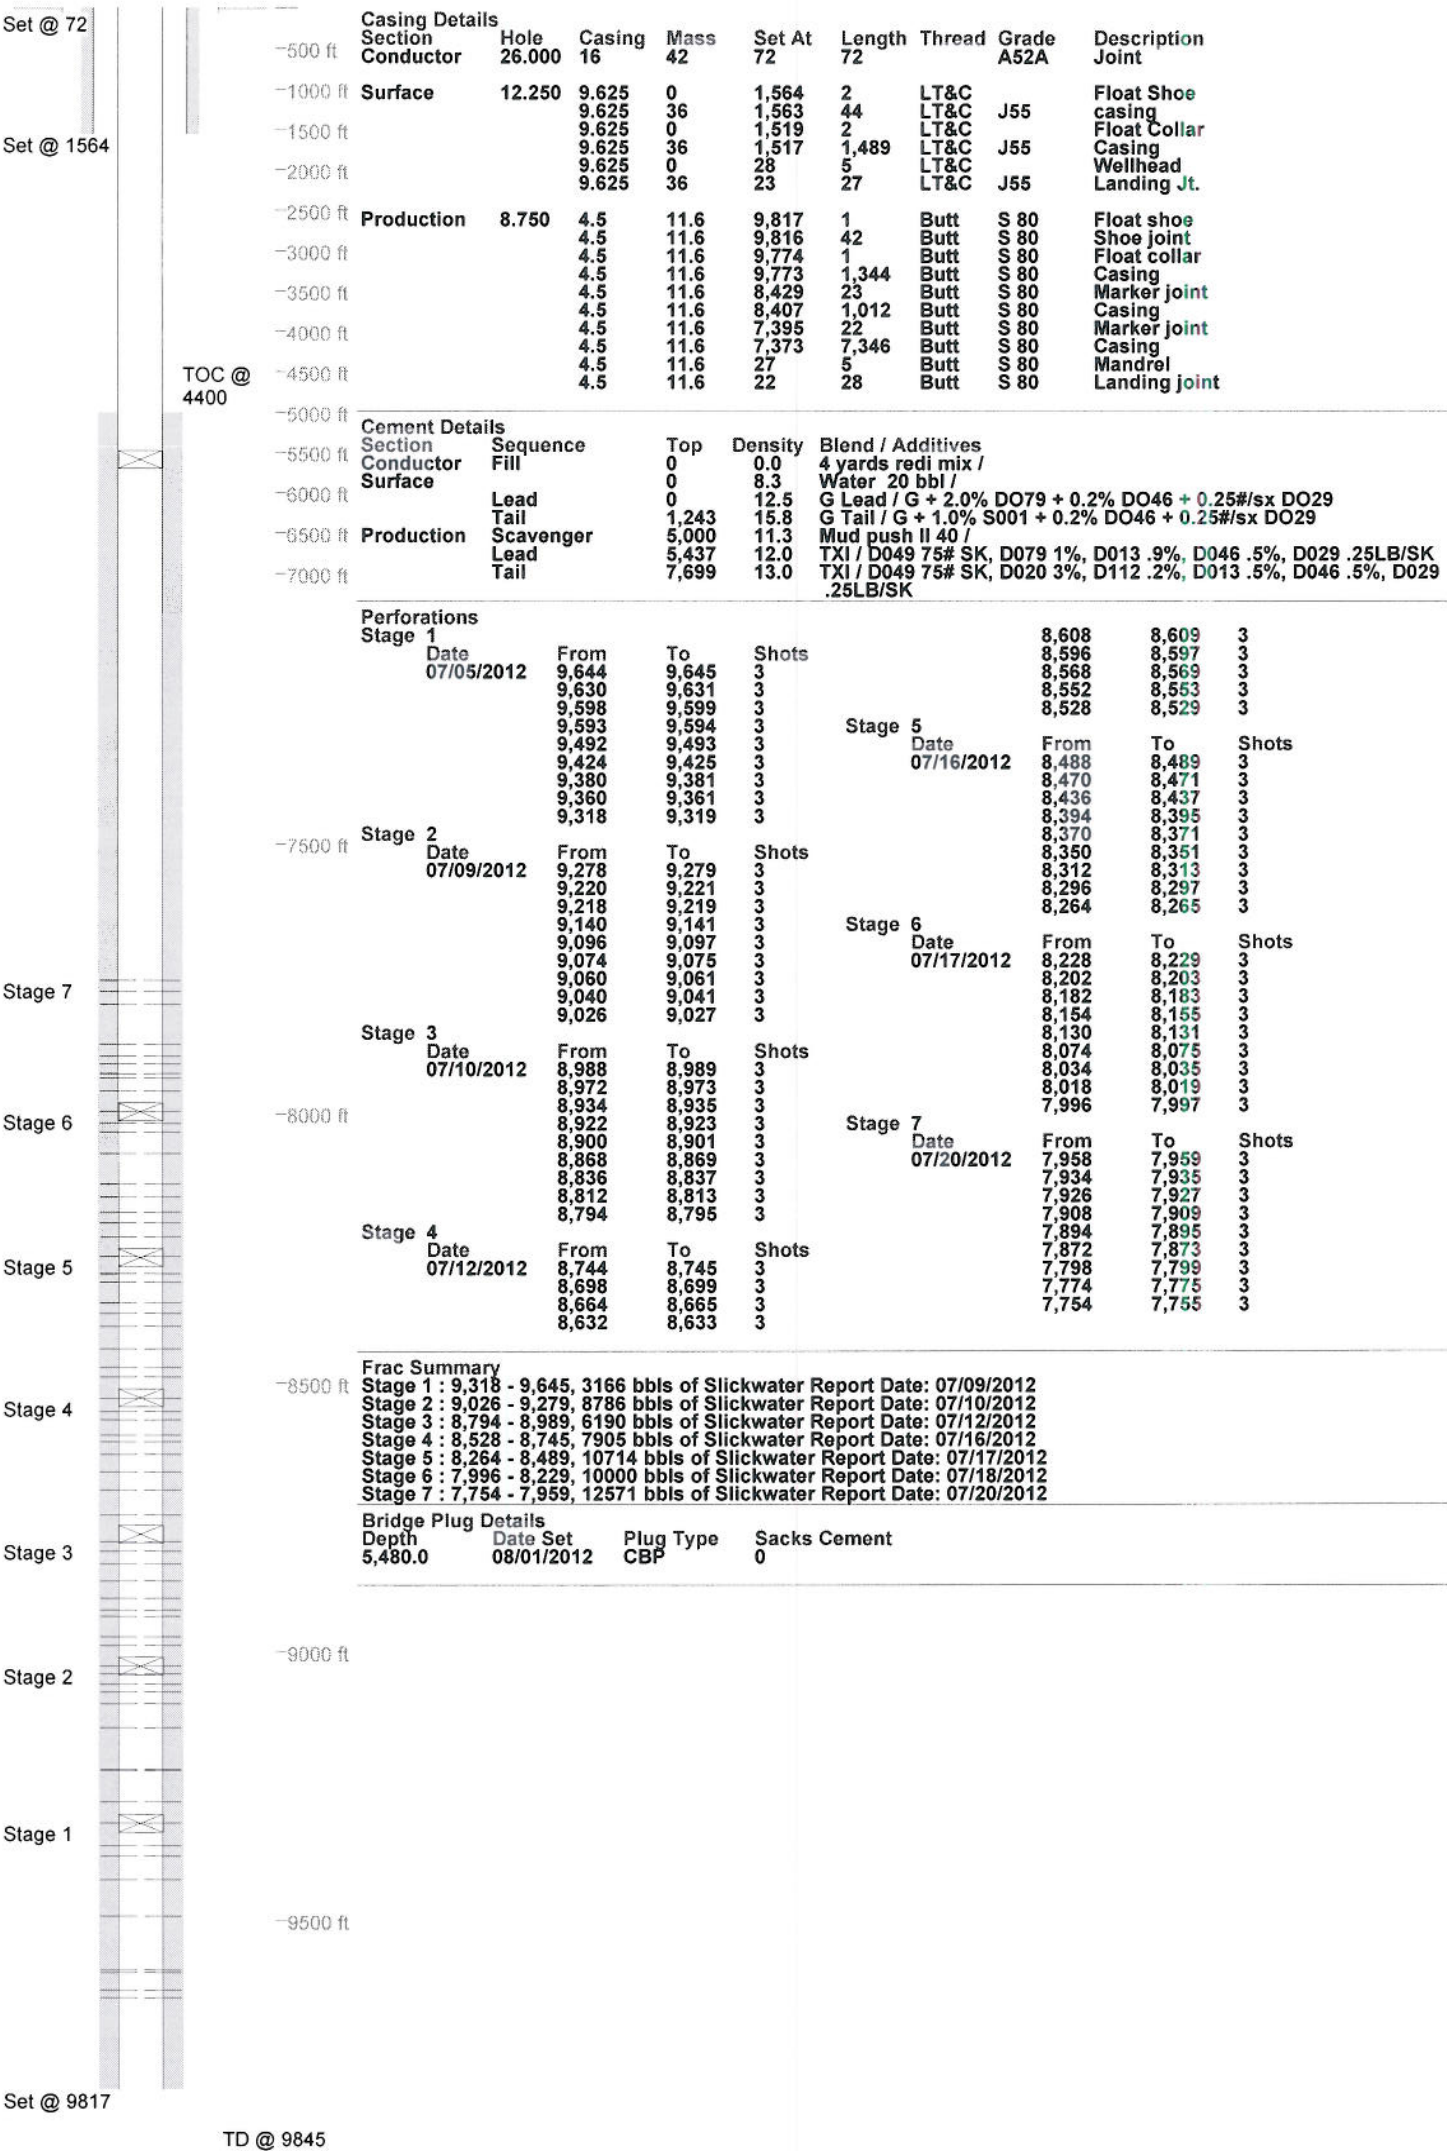 Set @ 72
Set @ 1564
TOC @
4400
Stage 7
Stage 6
Stage 5
Stage 4
Stage 3
Stage 2
Stage 1
Set @ 9817
TD @ 9845
500 ft
1000 ft
1500 ft
2000 ft
2500 ft
3000 ft
3500 ft
4000 ft
4500 ft
5000 ft
5500 ft
6000 ft
6500 ft
7000 ft
7500 ft
8000 ft
8500 ft
9000 ft
9500 ft
Casing Details
Section Hole Casing Mass Set At Length Thread Grade Description
Conductor 26.000 16 42 72 72 A52A Joint
Surface 12.250 9.625 0 1,564 2 LT&C Float Shoe
9.625 36 1,563 44 LT&C J55 casing
9.625 0 1,519 2 LT&C Float Collar
9.625 36 1,517 1,489 LT&C J55 Casing
9.625 0 28 5 LT&C Wellhead
9.625 36 23 27 LT&C J55 Landing Jt.
Production 8.750 4.5 11.6 9,817 1 Butt S 80 Float shoe
4.5 11.6 9,816 42 Butt S 80 Shoe joint
4.5 11.6 9,774 1 Butt S 80 Float collar
4.5 11.6 9,773 1,344 Butt S 80 Casing
4.5 11.6 8,429 23 Butt S 80 Marker joint
4.5 11.6 8,407 1,012 Butt S 80 Casing
4.5 11.6 7,395 22 Butt S 80 Marker joint
4.5 11.6 7,373 7,346 Butt S 80 Casing
4.5 11.6 27 5 Butt S 80 Mandrel
4.5 11.6 22 28 Butt S 80 Landing joint
Cement Details
Section Sequence Top Density Blend / Additives
Conductor Fill 0 0.0 4 yards redi mix /
Surface 0 8.3 Water 20 bbl /
Lead 0 12.5 G Lead / G + 2.0% DO79 + 0.2% DO46 + 0.25#/sx DO29
Tail 1,243 15.8 G Tail / G + 1.0% S001 + 0.2% DO46 + 0.25#/sx DO29
Production Scavenger 5,000 11.3 Mud push II 40 /
Lead 5,437 12.0 TXI / D049 75# SK, D079 1%, D013 .9%, D046 .5%, D029 .25LB/SK
Tail 7,699 13.0 TXI / D049 75# SK, D020 3%, D112 .2%, D013 .5%, D046 .5%, D029
.25LB/SK
Perforations
Stage 1
Date From To Shots
07/05/2012 9,644 9,645 3
9,630 9,631 3
9,598 9,599 3
9,593 9,594 3
9,492 9,493 3
9,424 9,425 3
9,380 9,381 3
9,360 9,361 3
9,318 9,319 3
Stage 2
Date From To Shots
07/09/2012 9,278 9,279 3
9,220 9,221 3
9,218 9,219 3
9,140 9,141 3
9,096 9,097 3
9,074 9,075 3
9,060 9,061 3
9,040 9,041 3
9,026 9,027 3
Stage 3
Date From To Shots
07/10/2012 8,988 8,989 3
8,972 8,973 3
8,934 8,935 3
8,922 8,923 3
8,900 8,901 3
8,868 8,869 3
8,836 8,837 3
8,812 8,813 3
8,794 8,795 3
Stage 4
Date From To Shots
07/12/2012 8,744 8,745 3
8,698 8,699 3
8,664 8,665 3
8,632 8,633 3
8,608 8,609 3
8,596 8,597 3
8,568 8,569 3
8,552 8,553 3
8,528 8,529 3
Stage 5
Date From To Shots
07/16/2012 8,488 8,489 3
8,470 8,471 3
8,436 8,437 3
8,394 8,395 3
8,370 8,371 3
8,350 8,351 3
8,312 8,313 3
8,296 8,297 3
8,264 8,265 3
Stage 6
Date From To Shots
07/17/2012 8,228 8,229 3
8,202 8,203 3
8,182 8,183 3
8,154 8,155 3
8,130 8,131 3
8,074 8,075 3
8,034 8,035 3
8,018 8,019 3
7,996 7,997 3
Stage 7
Date From To Shots
07/20/2012 7,958 7,959 3
7,934 7,935 3
7,926 7,927 3
7,908 7,909 3
7,894 7,895 3
7,872 7,873 3
7,798 7,799 3
7,774 7,775 3
7,754 7,755 3
Frac Summary
Stage 1 : 9,318 - 9,645, 3166 bbls of Slickwater Report Date: 07/09/2012
Stage 2 : 9,026 - 9,279, 8786 bbls of Slickwater Report Date: 07/10/2012
Stage 3 : 8,794 - 8,989, 6190 bbls of Slickwater Report Date: 07/12/2012
Stage 4 : 8,528 - 8,745, 7905 bbls of Slickwater Report Date: 07/16/2012
Stage 5 : 8,264 - 8,489, 10714 bbls of Slickwater Report Date: 07/17/2012
Stage 6 : 7,996 - 8,229, 10000 bbls of Slickwater Report Date: 07/18/2012
Stage 7 : 7,754 - 7,959, 12571 bbls of Slickwater Report Date: 07/20/2012
Bridge Plug Details
Depth Date Set Plug Type Sacks Cement
5,480.0 08/01/2012 CBP 0